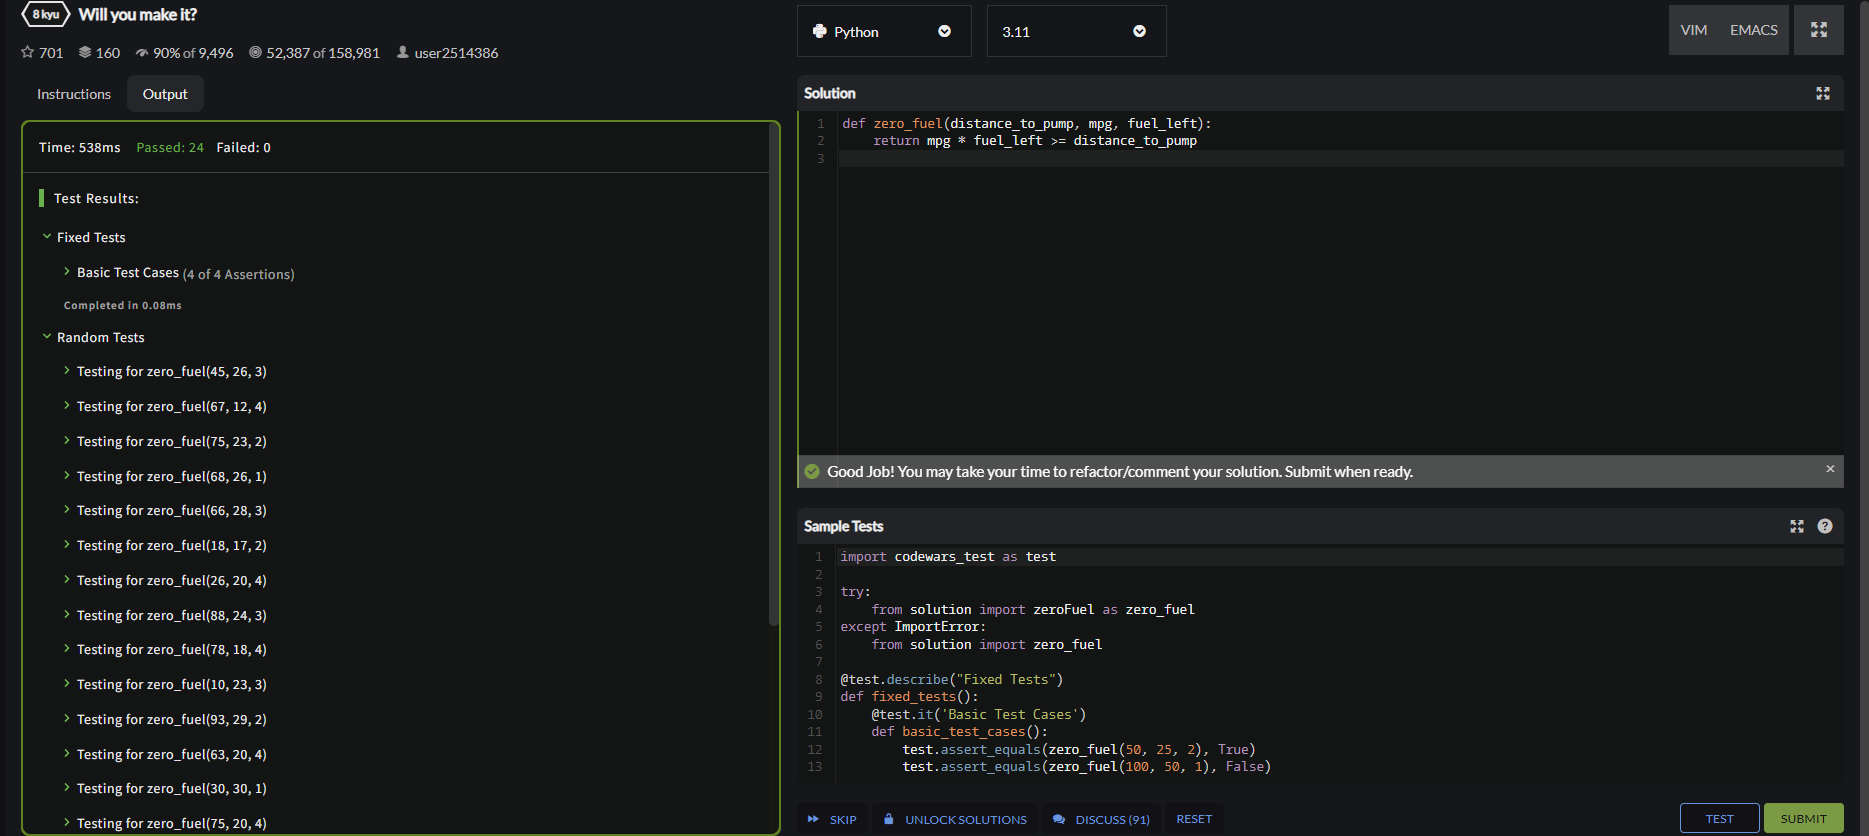 8 kyu Will you make it?
701 160 90% of 9,496 52,387 of 158,981 user2514386
Instructions Output
Time: 538ms Passed: 24 Failed: 0
Test Results:
Fixed Tests
Basic Test Cases (4 of 4 Assertions)
Completed in 0.08ms
Random Tests
Testing for zero_fuel(45, 26, 3)
Testing for zero_fuel(67, 12, 4)
Testing for zero_fuel(75, 23, 2)
Testing for zero_fuel(68, 26, 1)
Testing for zero_fuel(66, 28, 3)
Testing for zero_fuel(18, 17, 2)
Testing for zero_fuel(26, 20, 4)
Testing for zero_fuel(88, 24, 3)
Testing for zero_fuel(78, 18, 4)
Testing for zero_fuel(10, 23, 3)
Testing for zero_fuel(93, 29, 2)
Testing for zero_fuel(63, 20, 4)
Testing for zero_fuel(30, 30, 1)
Testing for zero_fuel(75, 20, 4)
Python 3.11 VIM EMACS
Solution
1 def zero_fuel(distance_to_pump, mpg, fuel_left):
2 return mpg * fuel_left >= distance_to_pump
3
Good Job! You may take your time to refactor/comment your solution. Submit when ready. ×
Sample Tests ?
1 import codewars_test as test
2
3 try:
4 from solution import zeroFuel as zero_fuel
5 except ImportError:
6 from solution import zero_fuel
7
8 @test.describe("Fixed Tests")
9 def fixed_tests():
10 @test.it('Basic Test Cases')
11 def basic_test_cases():
12 test.assert_equals(zero_fuel(50, 25, 2), True)
13 test.assert_equals(zero_fuel(100, 50, 1), False)
SKIP UNLOCK SOLUTIONS DISCUSS (91) RESET TEST SUBMIT